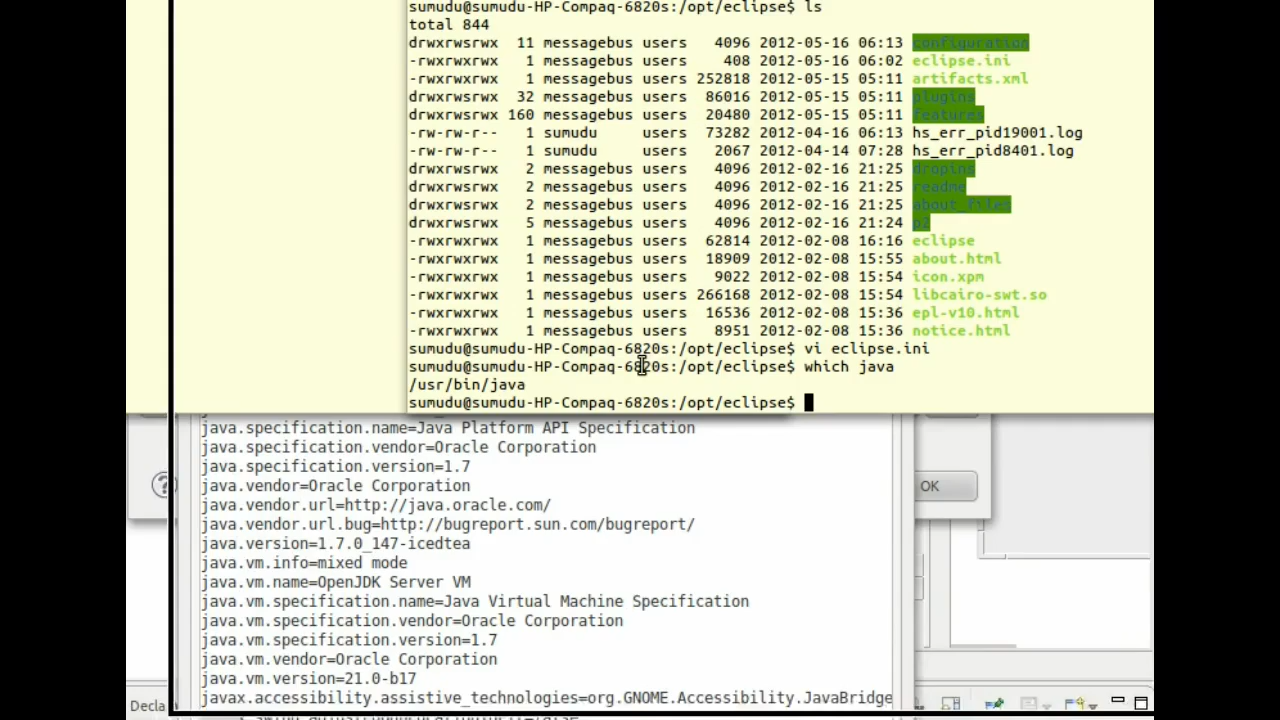 sumudu@sumudu-HP-Compaq-6820s:/opt/eclipse$ ls
total 844
drwxrwsrwx 11 messagebus users 4096 2012-05-16 06:13 configuration
-rwxrwxrwx 1 messagebus users 408 2012-05-16 06:02 eclipse.ini
-rwxrwxrwx 1 messagebus users 252818 2012-05-15 05:11 artifacts.xml
drwxrwsrwx 32 messagebus users 86016 2012-05-15 05:11 plugins
drwxrwsrwx 160 messagebus users 20480 2012-05-15 05:11 features
-rw-rw-r-- 1 sumudu users 73282 2012-04-16 06:13 hs_err_pid19001.log
-rw-rw-r-- 1 sumudu users 2067 2012-04-14 07:28 hs_err_pid8401.log
drwxrwsrwx 2 messagebus users 4096 2012-02-16 21:25 dropins
drwxrwsrwx 2 messagebus users 4096 2012-02-16 21:25 readme
drwxrwsrwx 2 messagebus users 4096 2012-02-16 21:25 about_files
drwxrwsrwx 5 messagebus users 4096 2012-02-16 21:24 p2
-rwxrwxrwx 1 messagebus users 62814 2012-02-08 16:16 eclipse
-rwxrwxrwx 1 messagebus users 18909 2012-02-08 15:55 about.html
-rwxrwxrwx 1 messagebus users 9022 2012-02-08 15:54 icon.xpm
-rwxrwxrwx 1 messagebus users 266168 2012-02-08 15:54 libcairo-swt.so
-rwxrwxrwx 1 messagebus users 16536 2012-02-08 15:36 epl-v10.html
-rwxrwxrwx 1 messagebus users 8951 2012-02-08 15:36 notice.html
sumudu@sumudu-HP-Compaq-6820s:/opt/eclipse$ vi eclipse.ini
sumudu@sumudu-HP-Compaq-6820s:/opt/eclipse$ which java
/usr/bin/java
sumudu@sumudu-HP-Compaq-6820s:/opt/eclipse$
java.specification.name=Java Platform API Specification
java.specification.vendor=Oracle Corporation
java.specification.version=1.7
java.vendor=Oracle Corporation
OK
java.vendor.url=http://java.oracle.com/
java.vendor.url.bug=http://bugreport.sun.com/bugreport/
java.version=1.7.0_147-icedtea
java.vm.info=mixed mode
java.vm.name=OpenJDK Server VM
java.vm.specification.name=Java Virtual Machine Specification
java.vm.specification.vendor=Oracle Corporation
java.vm.specification.version=1.7
java.vm.vendor=Oracle Corporation
java.vm.version=21.0-b17
javax.accessibility.assistive_technologies=org.GNOME.Accessibility.JavaBridge
Decla